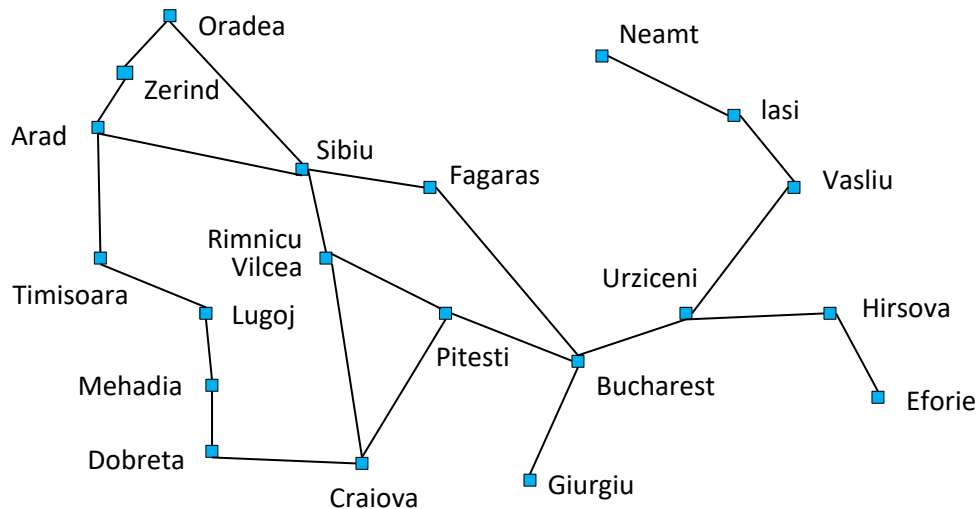 Oradea
Neamt
Zerind
Iasi
Arad
Sibiu
Fagaras
Vasliu
Rimnicu
Vilcea
Urziceni
Timisoara
Lugoj
Hirsova
Pitesti
Mehadia
Bucharest
Eforie
Dobreta
Craiova
Giurgiu